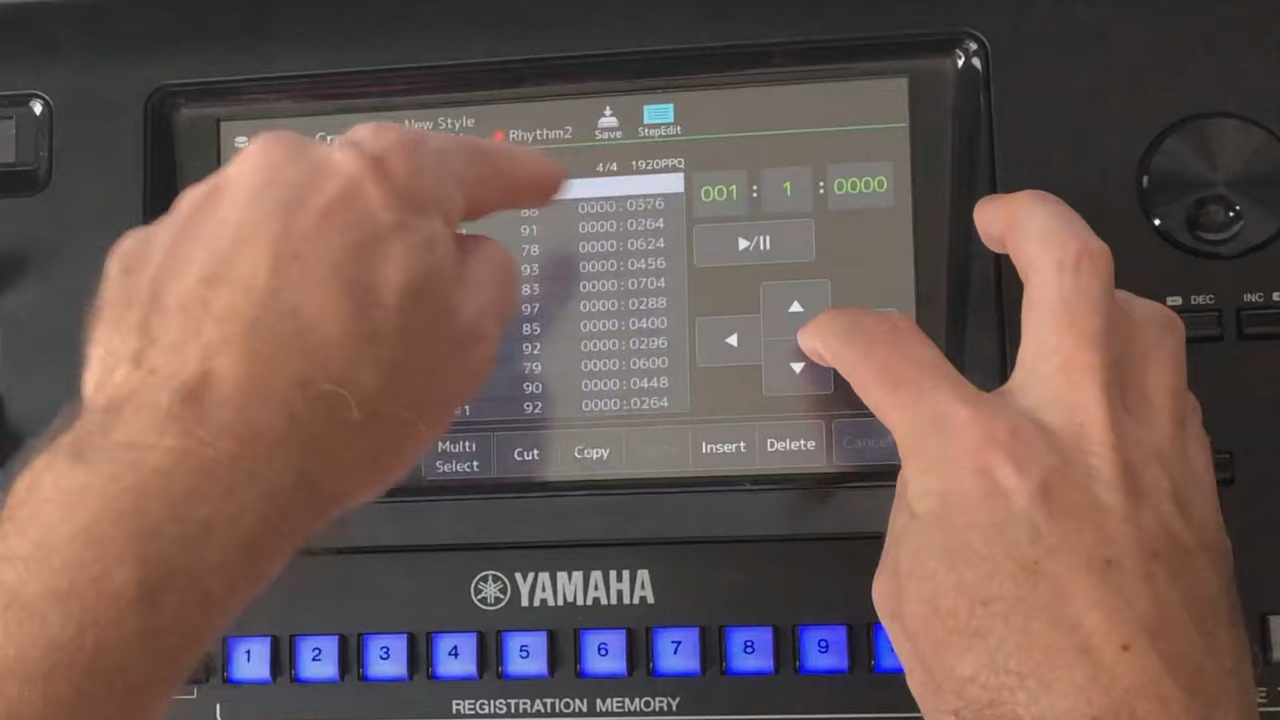 New Style
Rhythm2
Save
StepEdit
4/4 1920PPQ
001 : 1 : 0000
0000:0576
91 0000:0264
78 0000:0624
93 0000:0456
83 0000:0704
97 0000:0288
85 0000:0400
92 0000:0296
79 0000:0600
90 0000:0448
92 0000:0264
Multi
Select
Cut
Copy
Insert
Delete
Cancel
DEC
INC
YAMAHA
1 2 3 4 5 6 7 8 9
REGISTRATION MEMORY